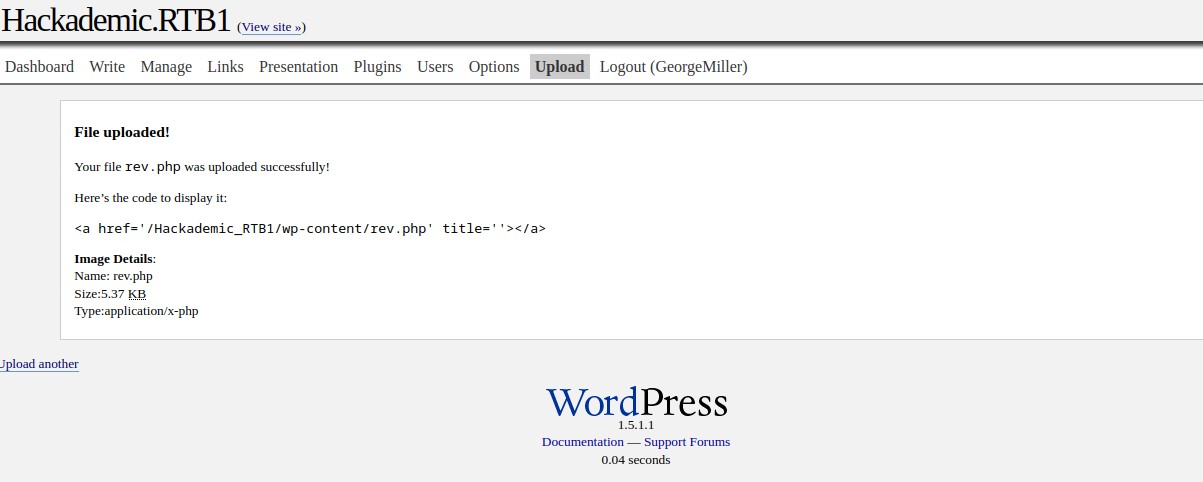 Hackademic.RTB1 (View site »)
Dashboard Write Manage Links Presentation Plugins Users Options Upload Logout (GeorgeMiller)
File uploaded!
Your file rev.php was uploaded successfully!
Here’s the code to display it:
<a href='/Hackademic_RTB1/wp-content/rev.php' title=''></a>
Image Details:
Name: rev.php
Size:5.37 KB
Type:application/x-php
Upload another
WordPress
1.5.1.1
Documentation — Support Forums
0.04 seconds